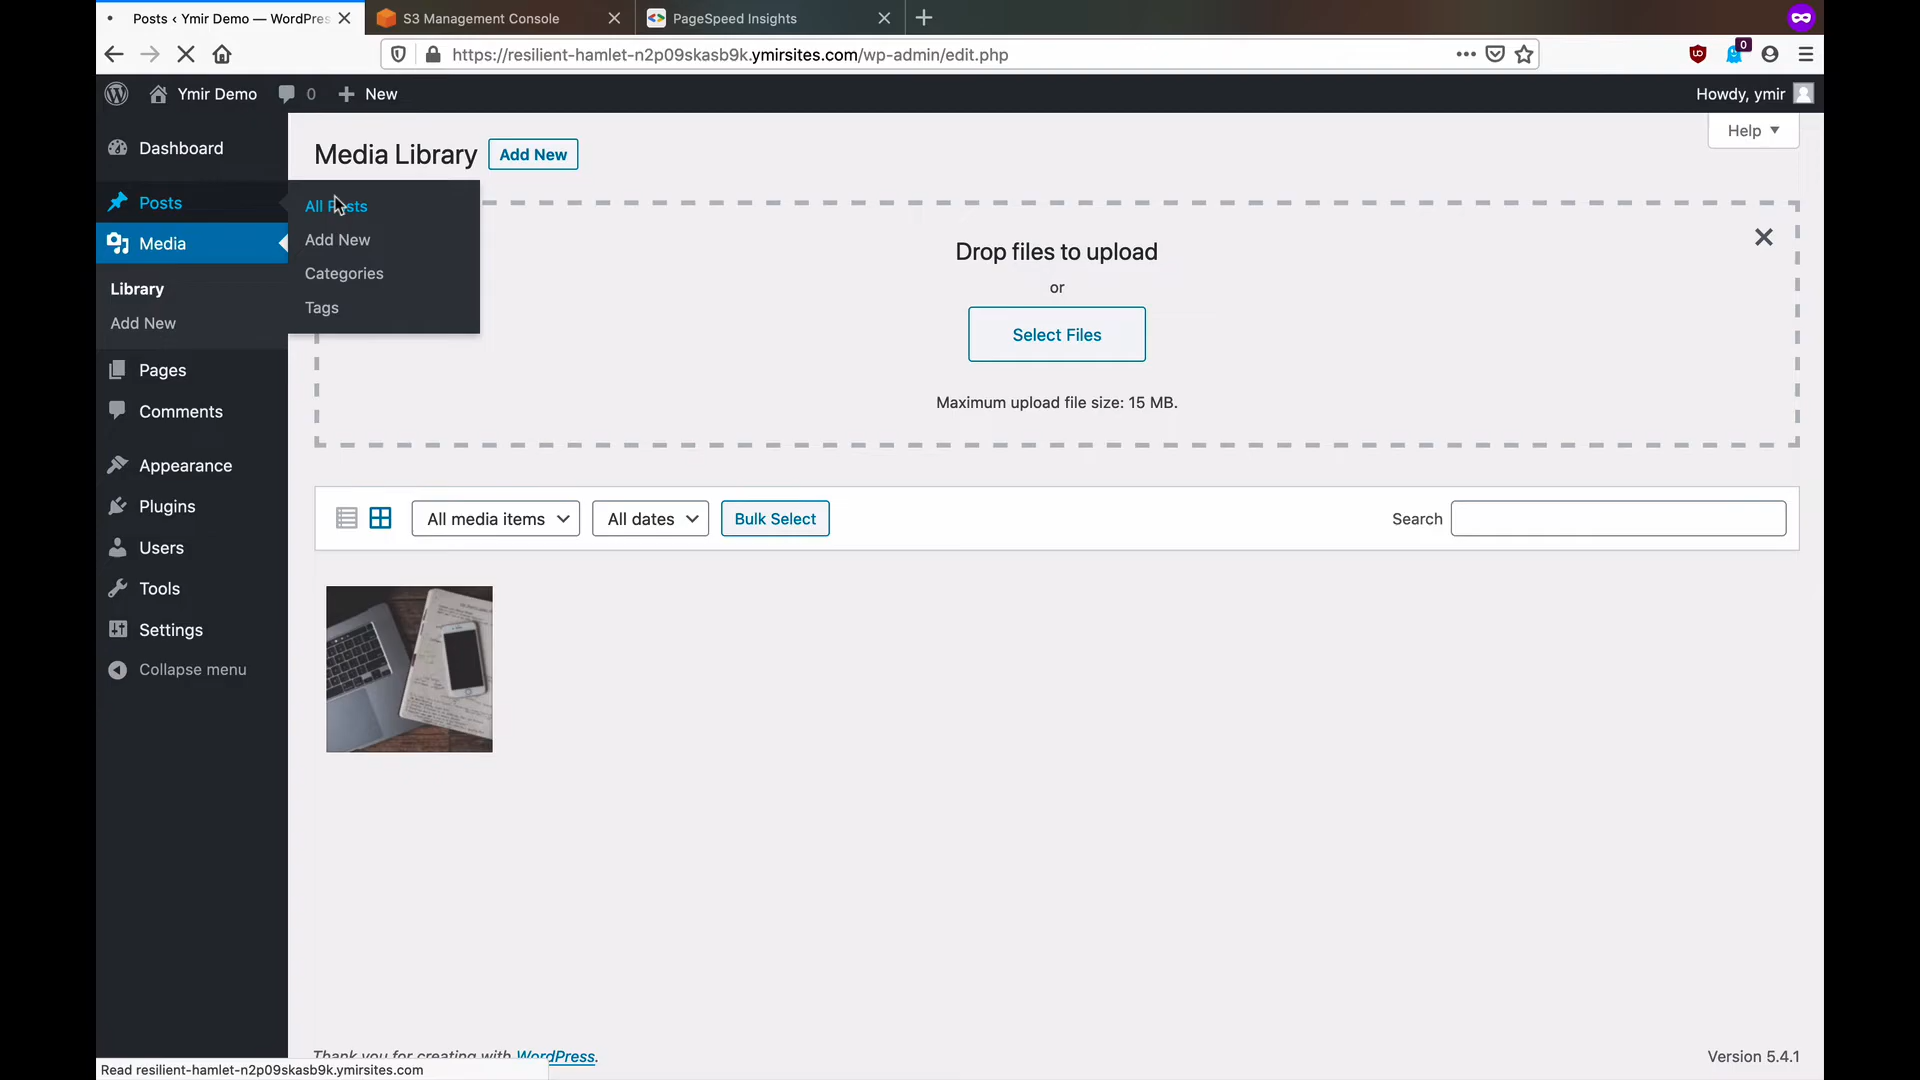 Posts ‹ Ymir Demo — WordPres
S3 Management Console
PageSpeed Insights
https://resilient-hamlet-n2p09skasb9k.ymirsites.com/wp-admin/edit.php
0
Ymir Demo
0
New
Howdy, ymir
Help
Dashboard
Posts
Media
Library
Add New
Pages
Comments
Appearance
Plugins
Users
Tools
Settings
Collapse menu
All Posts
Add New
Categories
Tags
Media Library
Add New
Drop files to upload
or
Select Files
Maximum upload file size: 15 MB.
All media items
All dates
Bulk Select
Search
Thank you for creating with WordPress.
Version 5.4.1
Read resilient-hamlet-n2p09skasb9k.ymirsites.com